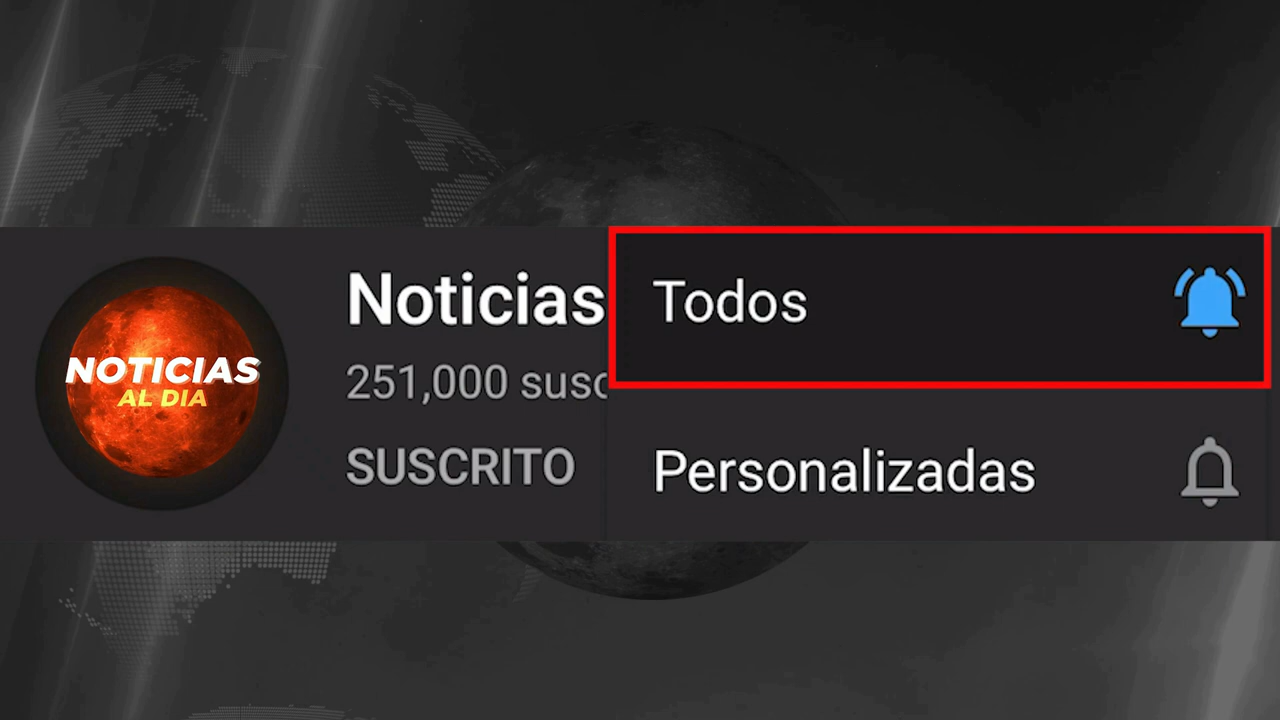 NOTICIAS
AL DIA
Noticias
251,000 susc
SUSCRITO
Todos
Personalizadas